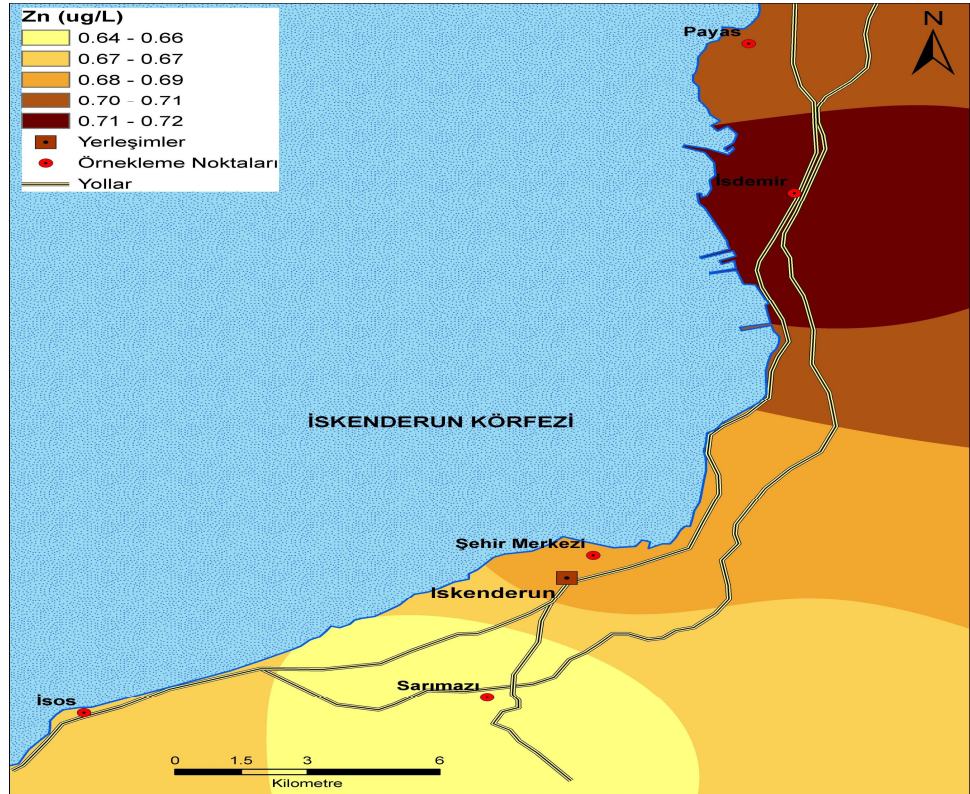 Zn (ug/L)
0.64 - 0.66
0.67 - 0.67
0.68 - 0.69
0.70 - 0.71
0.71 - 0.72
Yerleşimler
Örnekleme Noktaları
Yollar
Payas
N
İsdemir
İSKENDERUN KÖRFEZİ
Şehir Merkezi
Iskenderun
Sarımazı
İsos
0 1.5 3 6
Kilometre